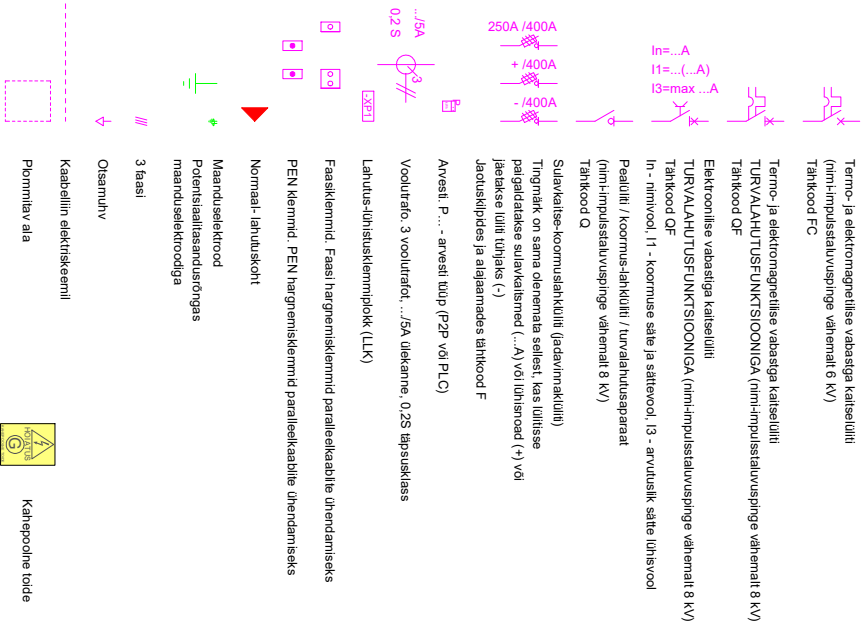 Termo- ja elektromagnetilise vabastiga kaitselüliti
(nimi-impulsstaluvuspinge vähemalt 6 kV)
Tähtkood FC
Termo- ja elektromagnetilise vabastiga kaitselüliti
TURVALAHUTUSFUNKTSIOONIGA (nimi-impulsstaluvuspinge vähemalt 8 kV)
Tähtkood QF
In=...A
I1=...(...A)
I3=max ...A
Elektroonilise vabastiga kaitselüliti
TURVALAHUTUSFUNKTSIOONIGA (nimi-impulsstaluvuspinge vähemalt 8 kV)
Tähtkood QF
In - nimivool, I1 - koormuse säte ja sättevool, I3 - arvutuslik sätte lühisvool
Pealüliti / koormus-lahklüliti / turvalahutusaparaat
(nimi-impulsstaluvuspinge vähemalt 8 kV)
Tähtkood Q
250A /400A
+ /400A
- /400A
Sulavkaitse-koormuslahklüliti (jadavinnaklüliti)
Tingmärk on sama olenemata sellest, kas lülitisse
paigaldatakse sulavkaitsmed (...A) või lühisnoad (+) või
jäetakse lüliti tühjaks (-)
Jaotuskilpides ja alajaamades tähtkood F
P...
Arvesti. P... - arvesti tüüp (P2P või PLC)
.../5A
0,2 S
3
Voolutrafo. 3 voolutrafot, .../5A ülekanne, 0,2S täpsusklass
-XP1
Lahutus-lühistusklemmiplokk (LLK)
Faasiklemmid. Faasi hargnemisklemmid paralleelkaablite ühendamiseks
PEN klemmid. PEN hargnemisklemmid paralleelkaablite ühendamiseks
Normaal- lahutuskoht
Maanduselektrood
Potentsiaalitasandusrõngas
maanduselektroodiga
3 faasi
Otsamuhv
Kaabelliin elektriskeemil
Plommitav ala
HOIATUS
G
Kahepoolne toide